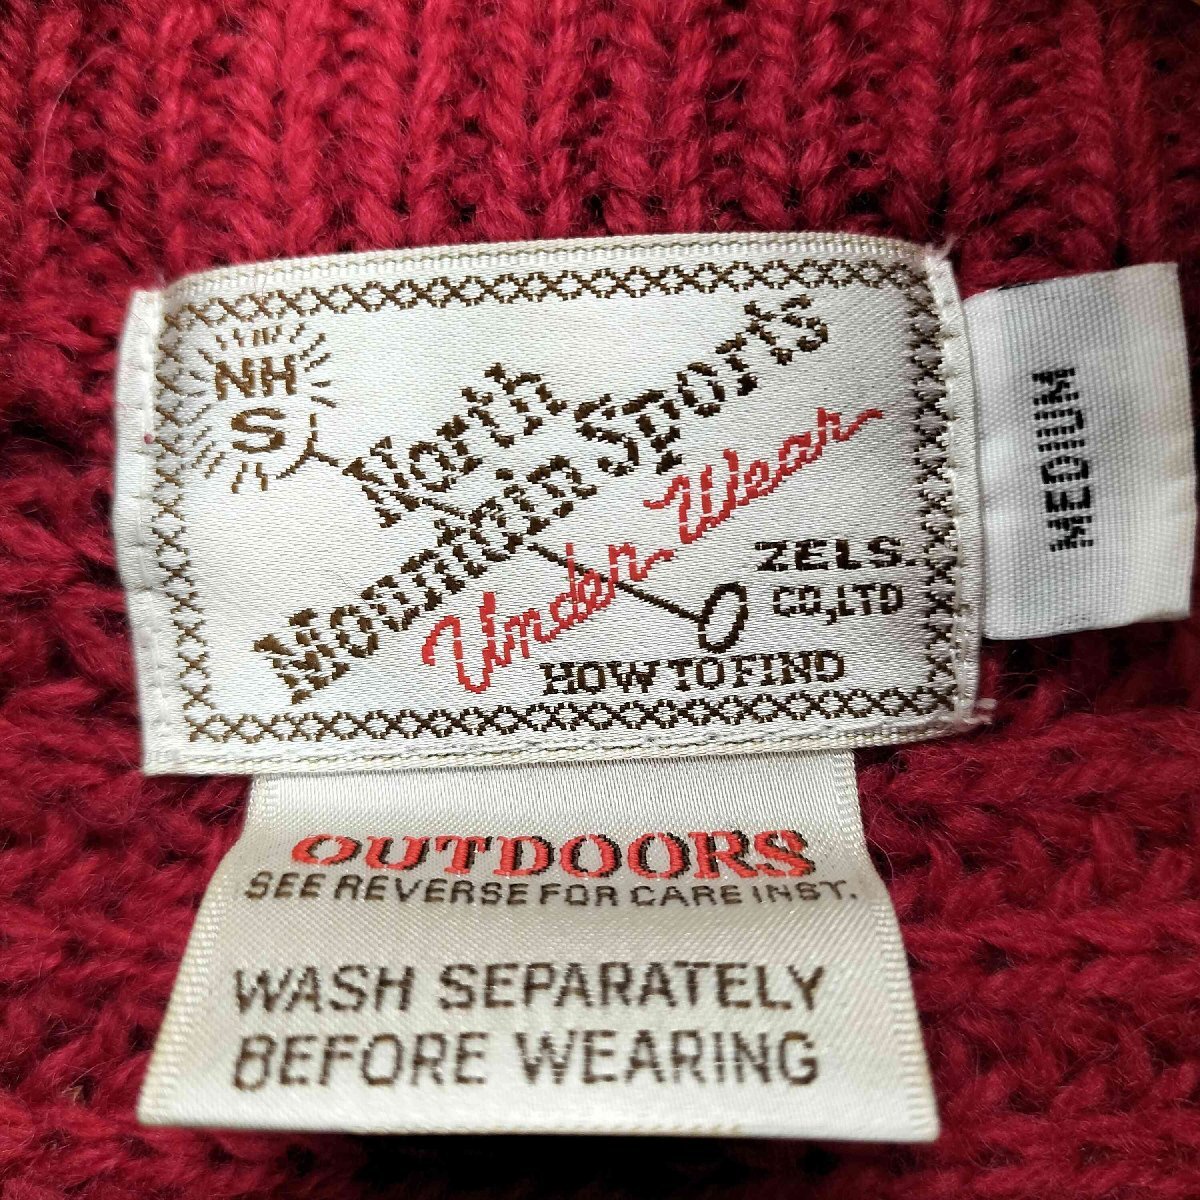 NH
S
North
Mountain Sports
Under Wear
ZELS.
CO,LTD
HOW TO FIND
MEDIUM
OUTDOORS
SEE REVERSE FOR CARE INST.
WASH SEPARATELY
BEFORE WEARING